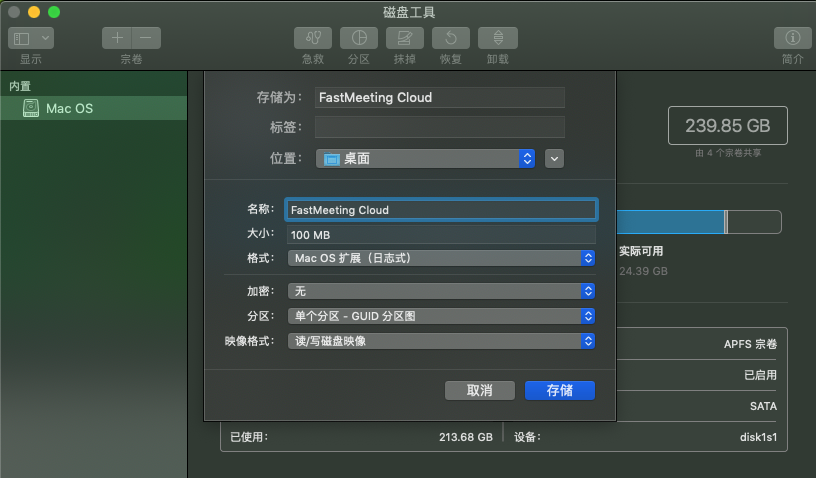 磁盘工具
显示
宗卷
急救
分区
抹掉
恢复
卸载
简介
内置
Mac OS
存储为： FastMeeting Cloud
标签：
位置： 桌面
名称： FastMeeting Cloud
大小： 100 MB
格式： Mac OS 扩展（日志式）
加密： 无
分区： 单个分区 - GUID 分区图
映像格式： 读/写磁盘映像
取消 存储
239.85 GB
由 4 个宗卷共享
实际可用
24.39 GB
APFS 宗卷
已启用
SATA
已使用： 213.68 GB 设备： disk1s1